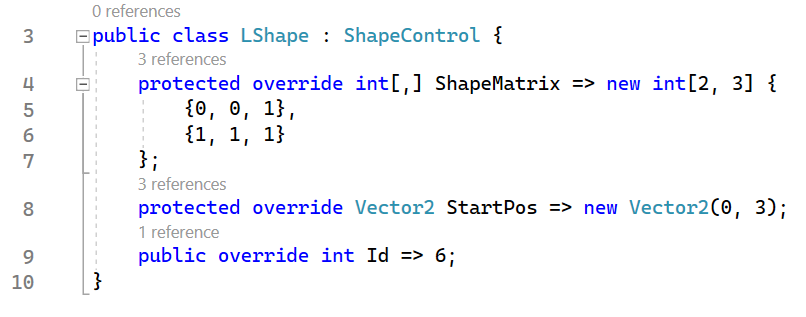 0 references
3 public class LShape : ShapeControl {
3 references
4 protected override int[,] ShapeMatrix => new int[2, 3] {
5 {0, 0, 1},
6 {1, 1, 1}
7 };
3 references
8 protected override Vector2 StartPos => new Vector2(0, 3);
1 reference
9 public override int Id => 6;
10 }